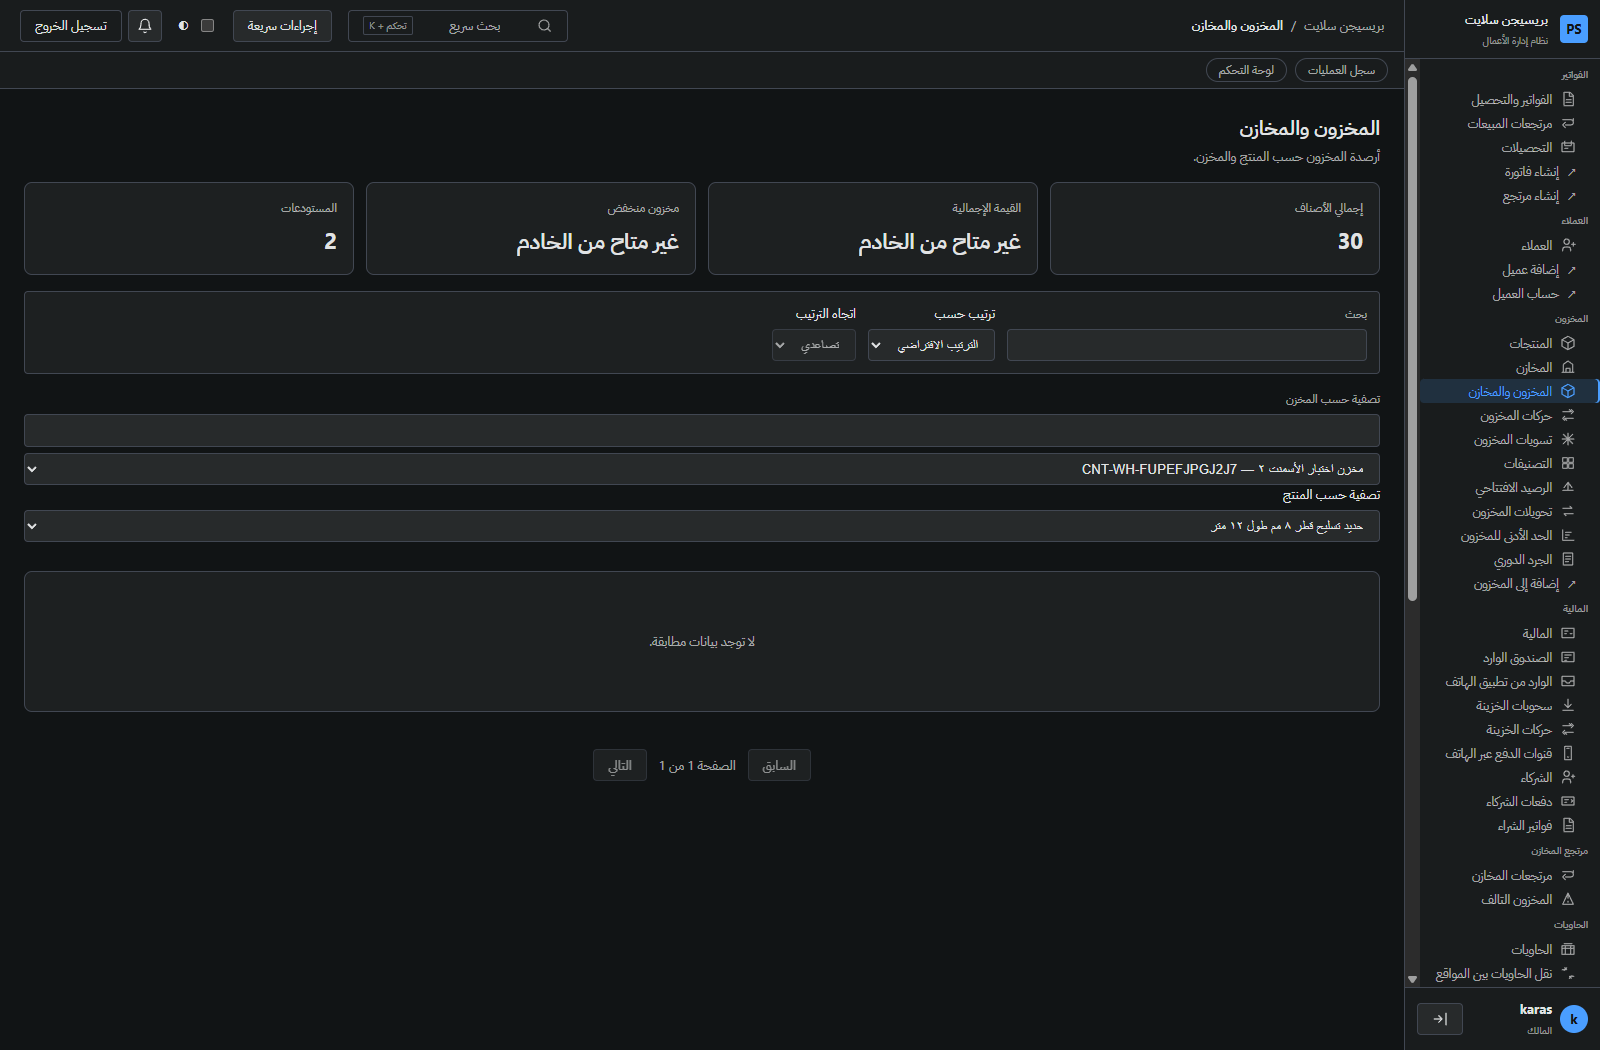 PS
بريسيجن سلايت
نظام إدارة الأعمال
بريسيجن سلايت / المخزون والمخازن
بحث سريع
تحكم + K
إجراءات سريعة
تسجيل الخروج
سجل العمليات
لوحة التحكم
الفواتير
الفواتير والتحصيل
مرتجعات المبيعات
التحصيلات
إنشاء فاتورة
إنشاء مرتجع
العملاء
العملاء
إضافة عميل
حساب العميل
المخزون
المنتجات
المخازن
المخزون والمخازن
حركات المخزون
تسويات المخزون
التصنيفات
الرصيد الافتتاحي
تحويلات المخزون
الحد الأدنى للمخزون
الجرد الدوري
إضافة إلى المخزون
المالية
المالية
الصندوق الوارد
الوارد من تطبيق الهاتف
سحوبات الخزينة
حركات الخزينة
قنوات الدفع عبر الهاتف
الشركاء
دفعات الشركاء
فواتير الشراء
مرتجع المخازن
مرتجعات المخازن
المخزون التالف
الحاويات
الحاويات
نقل الحاويات بين المواقع
k
karas
المالك
المخزون والمخازن
أرصدة المخزون حسب المنتج والمخزن.
إجمالي الأصناف
30
القيمة الإجمالية
غير متاح من الخادم
مخزون منخفض
غير متاح من الخادم
المستودعات
2
بحث
ترتيب حسب
الترتيب الافتراضي
اتجاه الترتيب
تصاعدي
تصفية حسب المخزن
مخزن اختبار الأسمنت ٢ — CNT-WH-FUPEFJPGJ2J7
تصفية حسب المنتج
حديد تسليح قطر ٨ مم طول ١٢ متر
لا توجد بيانات مطابقة.
السابق
الصفحة 1 من 1
التالي